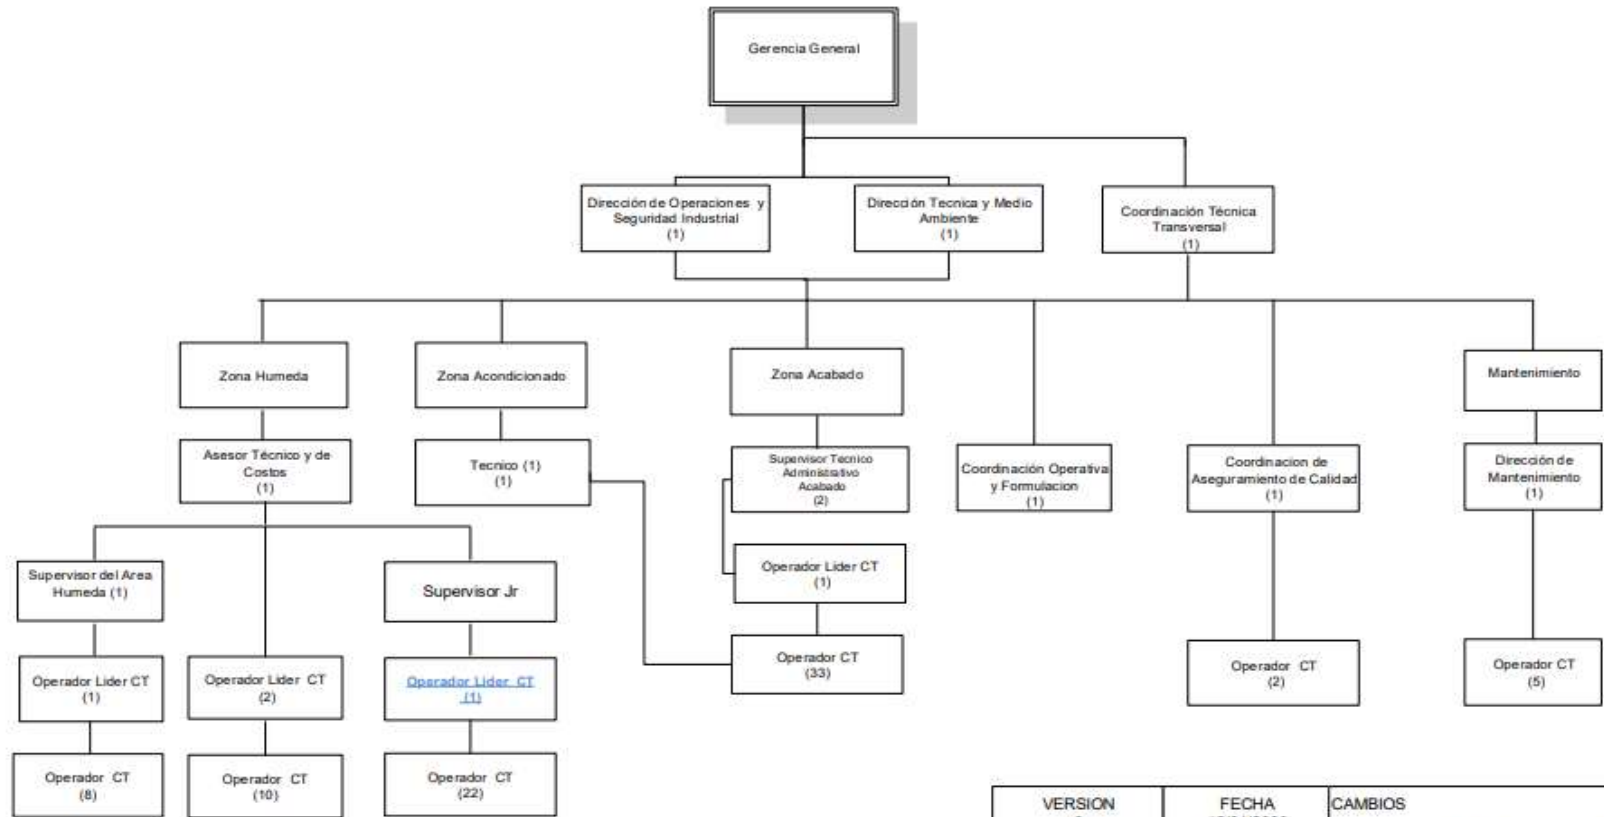 Gerencia General
Dirección de Operaciones y
Seguridad Industrial
(1)
Dirección Tecnica y Medio
Ambiente
(1)
Coordinación Técnica
Transversal
(1)
Zona Humeda
Zona Acondicionado
Zona Acabado
Mantenimiento
Asesor Técnico y de
Costos
(1)
Tecnico (1)
(1)
Supervisor Tecnico
Administrativo
Acabado
(2)
Coordinación Operativa
y Formulacion
(1)
Coordinacion de
Aseguramiento de Calidad
(1)
Dirección de
Mantenimiento
(1)
Supervisor del Area
Humeda (1)
Supervisor Jr
Operador Lider CT
(1)
Operador Lider CT
(1)
Operador Lider CT
(2)
Operador Lider CT
(1)
Operador CT
(33)
Operador CT
(2)
Operador CT
(5)
Operador CT
(8)
Operador CT
(10)
Operador CT
(22)
VERSION
FECHA
CAMBIOS